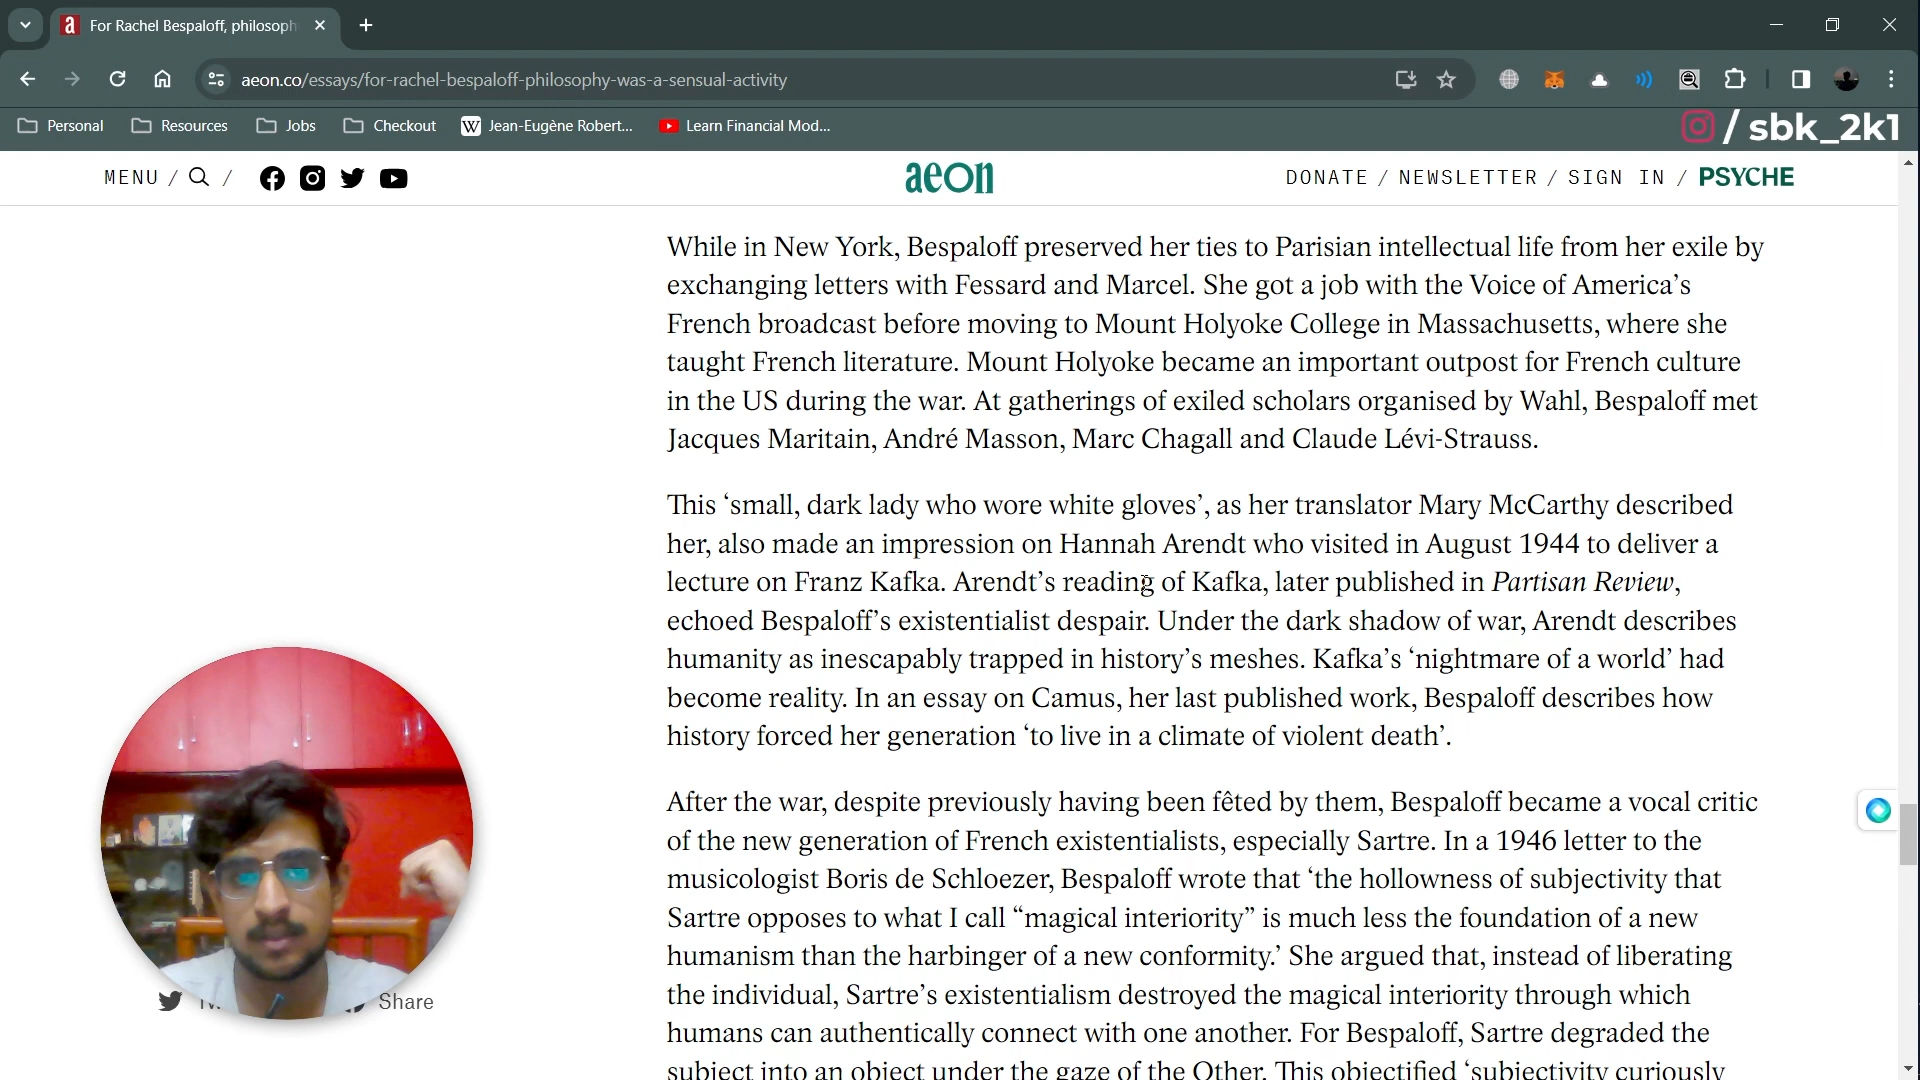 For Rachel Bespaloff, philosoph
aeon.co/essays/for-rachel-bespaloff-philosophy-was-a-sensual-activity
Personal Resources Jobs Checkout Jean-Eugène Robert... Learn Financial Mod...
/ sbk_2k1
MENU / /
aeon
DONATE / NEWSLETTER / SIGN IN / PSYCHE
While in New York, Bespaloff preserved her ties to Parisian intellectual life from her exile by
exchanging letters with Fessard and Marcel. She got a job with the Voice of America’s
French broadcast before moving to Mount Holyoke College in Massachusetts, where she
taught French literature. Mount Holyoke became an important outpost for French culture
in the US during the war. At gatherings of exiled scholars organised by Wahl, Bespaloff met
Jacques Maritain, André Masson, Marc Chagall and Claude Lévi-Strauss.
This ‘small, dark lady who wore white gloves’, as her translator Mary McCarthy described
her, also made an impression on Hannah Arendt who visited in August 1944 to deliver a
lecture on Franz Kafka. Arendt’s reading of Kafka, later published in Partisan Review,
echoed Bespaloff’s existentialist despair. Under the dark shadow of war, Arendt describes
humanity as inescapably trapped in history’s meshes. Kafka’s ‘nightmare of a world’ had
become reality. In an essay on Camus, her last published work, Bespaloff describes how
history forced her generation ‘to live in a climate of violent death’.
After the war, despite previously having been fêted by them, Bespaloff became a vocal critic
of the new generation of French existentialists, especially Sartre. In a 1946 letter to the
musicologist Boris de Schloezer, Bespaloff wrote that ‘the hollowness of subjectivity that
Sartre opposes to what I call “magical interiority” is much less the foundation of a new
humanism than the harbinger of a new conformity.’ She argued that, instead of liberating
the individual, Sartre’s existentialism destroyed the magical interiority through which
humans can authentically connect with one another. For Bespaloff, Sartre degraded the
subject into an object under the gaze of the Other. This objectified ‘subjectivity curiously
Share